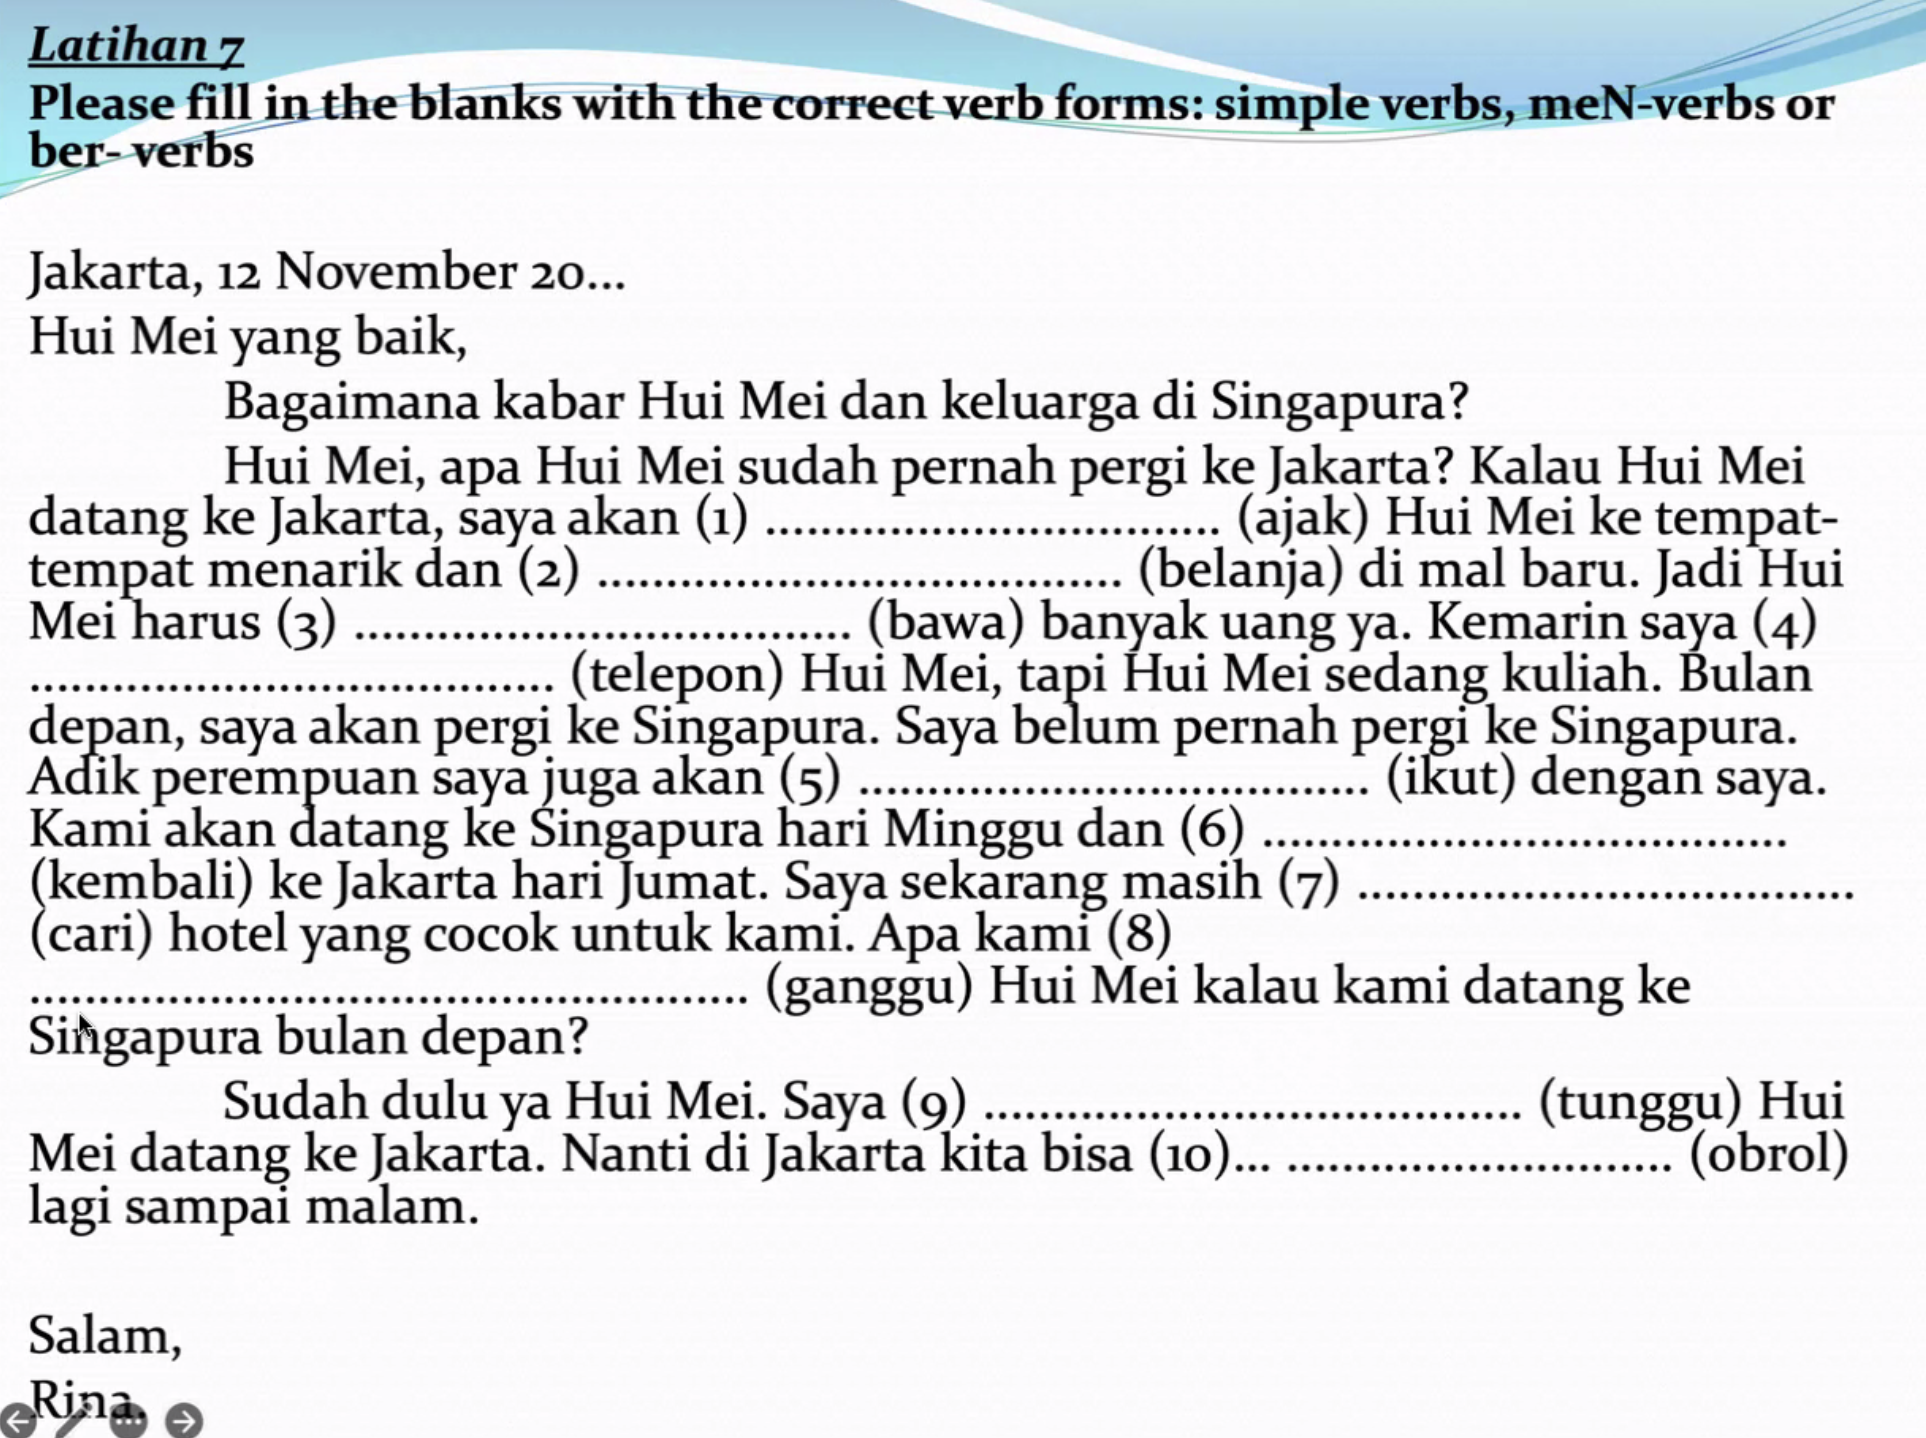 Latihan 7
Please fill in the blanks with the correct verb forms: simple verbs, meN-verbs or
ber- verbs
Jakarta, 12 November 20...
Hui Mei yang baik,
Bagaimana kabar Hui Mei dan keluarga di Singapura?
Hui Mei, apa Hui Mei sudah pernah pergi ke Jakarta? Kalau Hui Mei
datang ke Jakarta, saya akan (1) ................................. (ajak) Hui Mei ke tempat-
tempat menarik dan (2) ...................................... (belanja) di mal baru. Jadi Hui
Mei harus (3) .................................... (bawa) banyak uang ya. Kemarin saya (4)
...................................... (telepon) Hui Mei, tapi Hui Mei sedang kuliah. Bulan
depan, saya akan pergi ke Singapura. Saya belum pernah pergi ke Singapura.
Adik perempuan saya juga akan (5) ..................................... (ikut) dengan saya.
Kami akan datang ke Singapura hari Minggu dan (6) ......................................
(kembali) ke Jakarta hari Jumat. Saya sekarang masih (7) ....................................
(cari) hotel yang cocok untuk kami. Apa kami (8)
.................................................... (ganggu) Hui Mei kalau kami datang ke
Singapura bulan depan?
Sudah dulu ya Hui Mei. Saya (9) ....................................... (tunggu) Hui
Mei datang ke Jakarta. Nanti di Jakarta kita bisa (10)... ............................ (obrol)
lagi sampai malam.
Salam,
Rina.